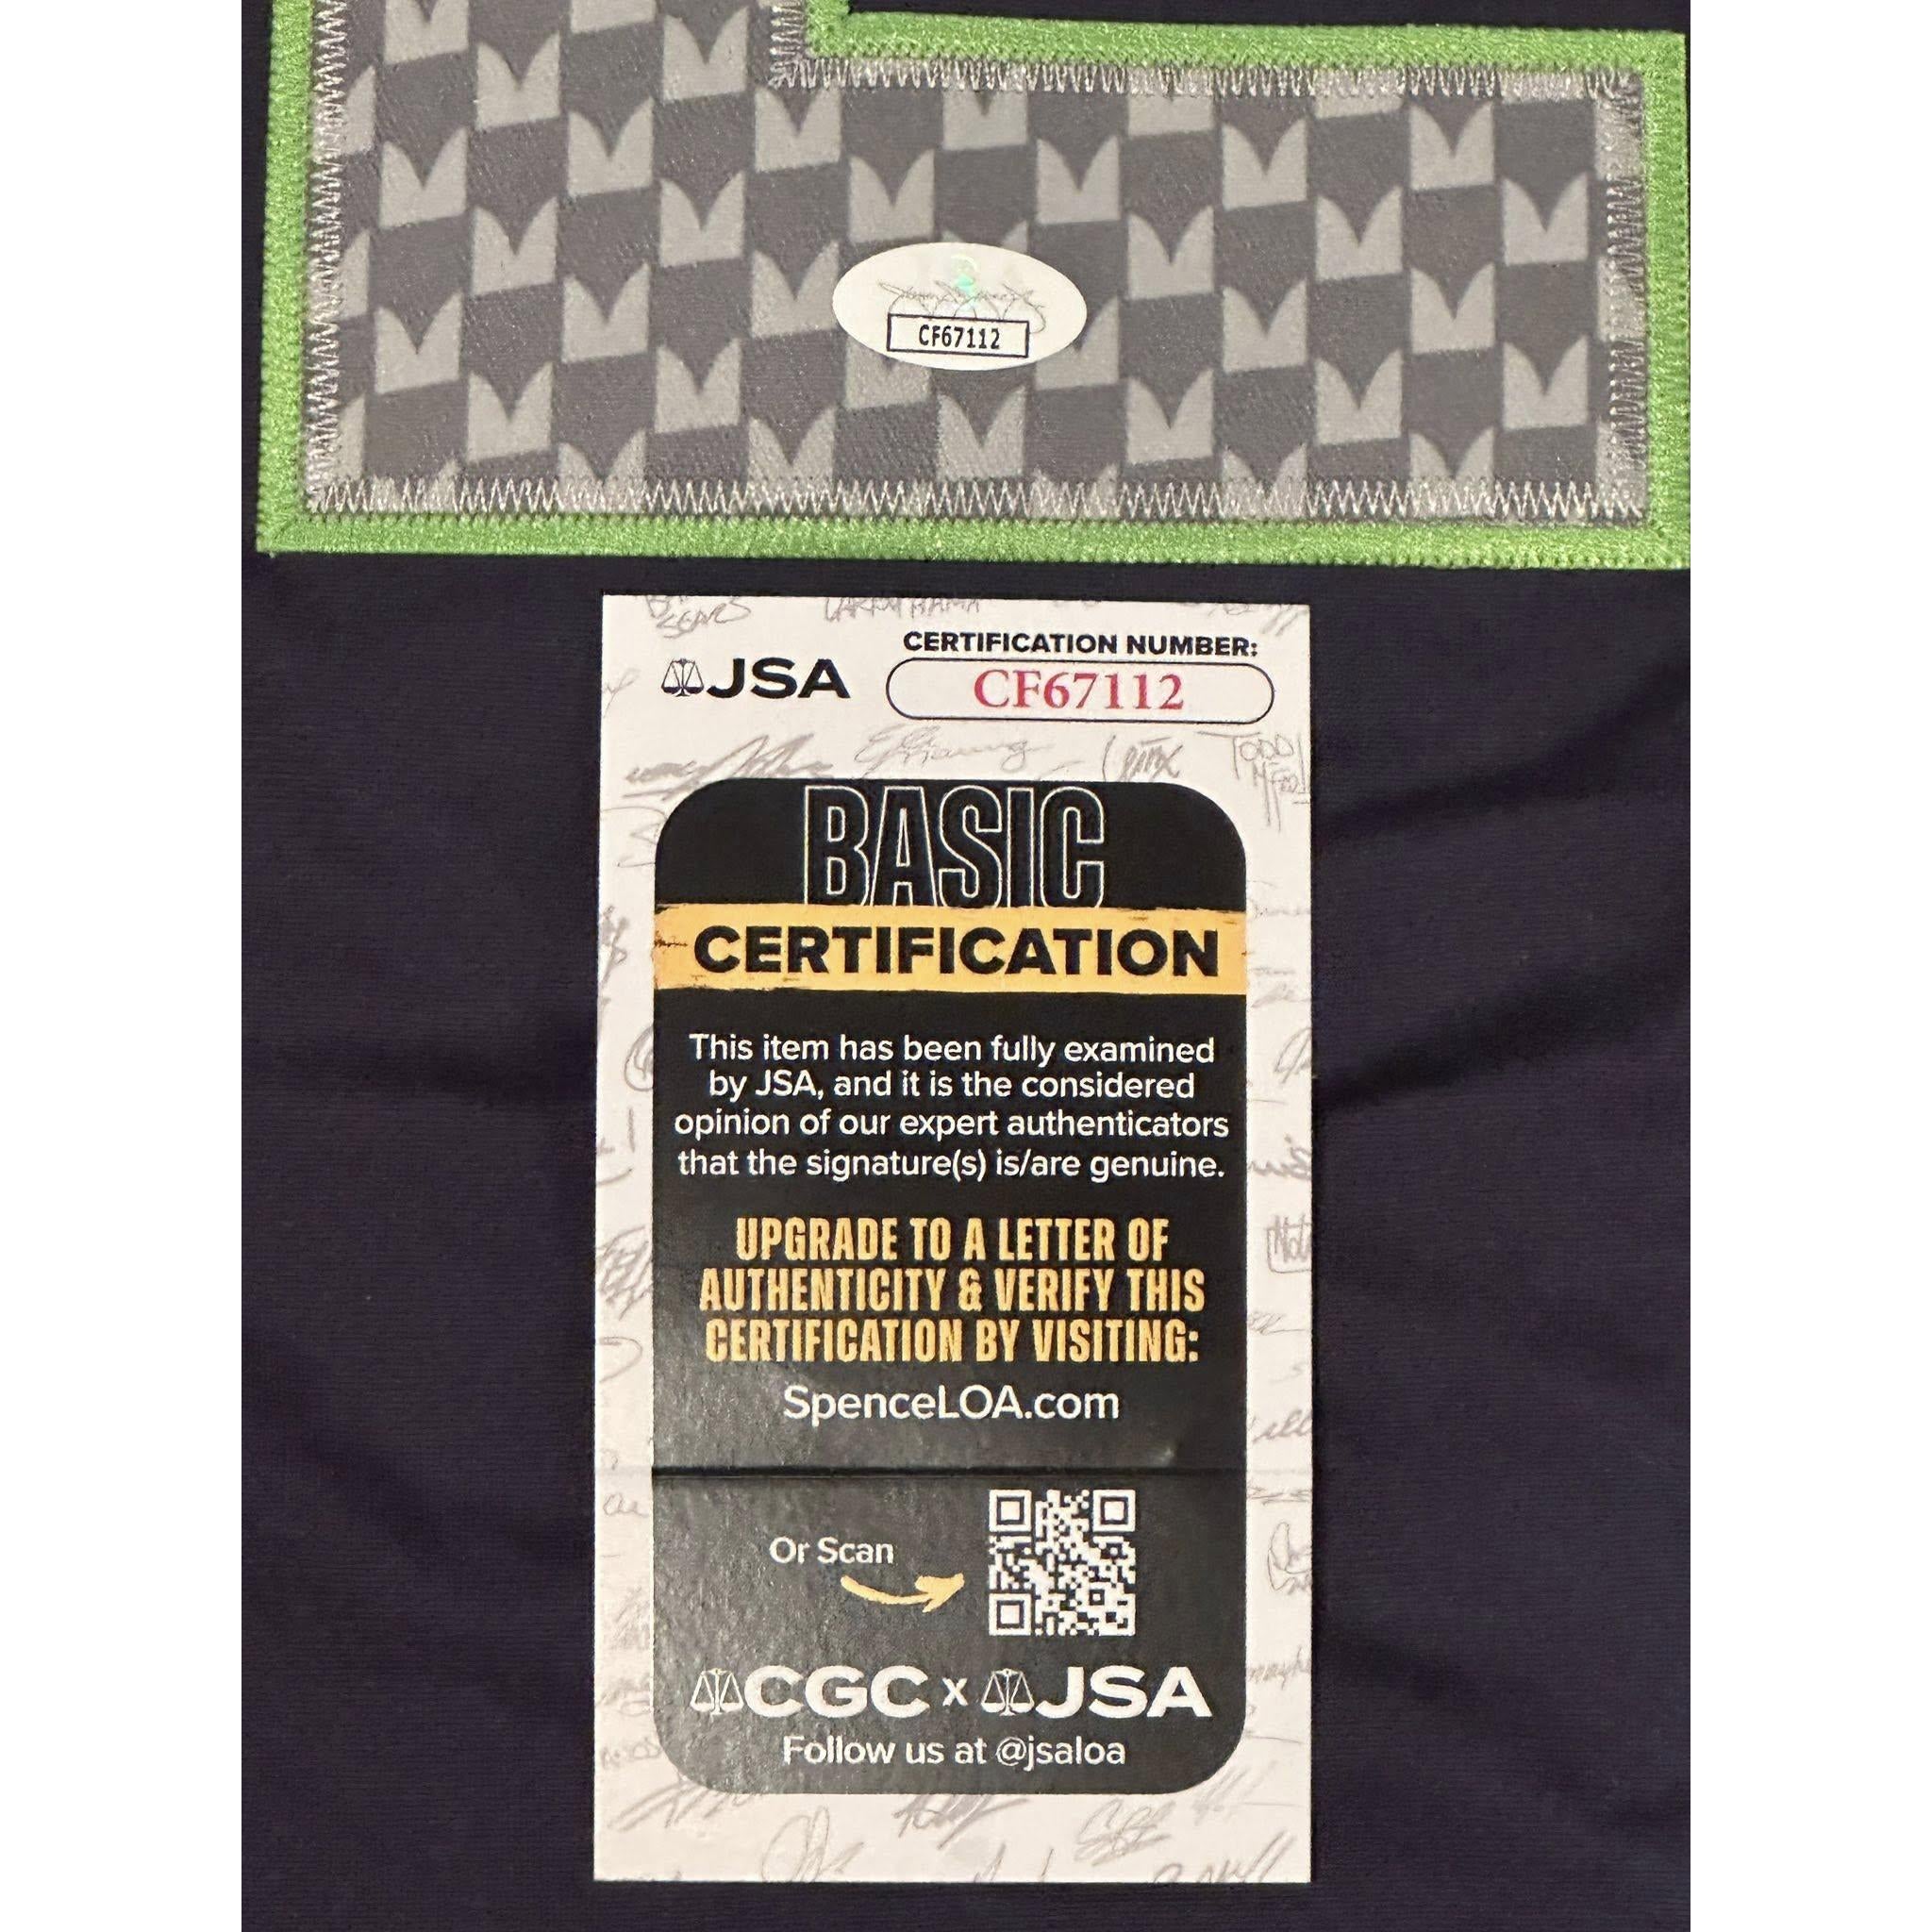 CF67112
JSA
CERTIFICATION NUMBER:
CF67112
BASIC
CERTIFICATION
This item has been fully examined
by JSA, and it is the considered
opinion of our expert authenticators
that the signature(s) is/are genuine.
UPGRADE TO A LETTER OF
AUTHENTICITY & VERIFY THIS
CERTIFICATION BY VISITING:
SpenceLOA.com
Or Scan
CGC x JSA
Follow us at @jsaloa